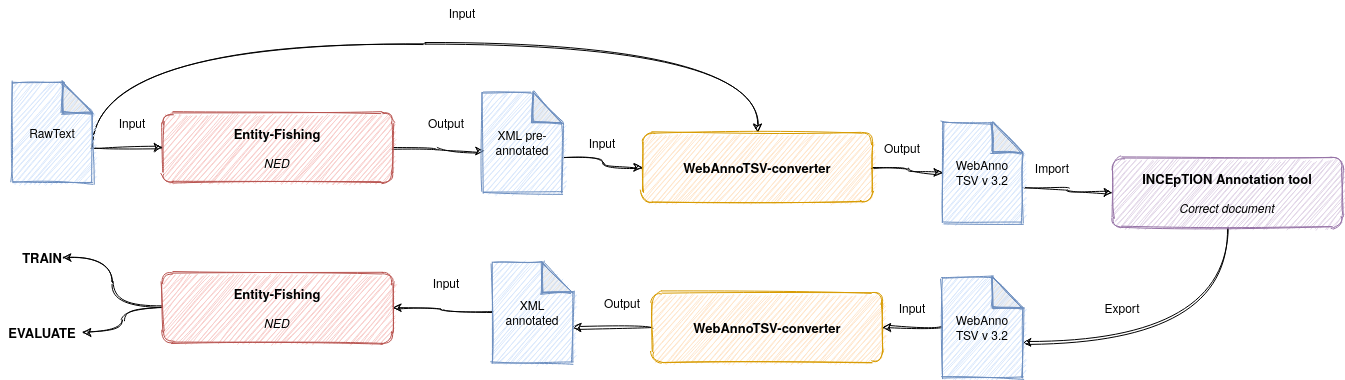 Input
RawText
Input
Entity-Fishing
NED
Output
XML pre-
annotated
Input
WebAnnoTSV-converter
Output
WebAnno
TSV v 3.2
Import
INCEpTION Annotation tool
Correct document
TRAIN
EVALUATE
Entity-Fishing
NED
Input
XML
annotated
Output
WebAnnoTSV-converter
Input
WebAnno
TSV v 3.2
Export